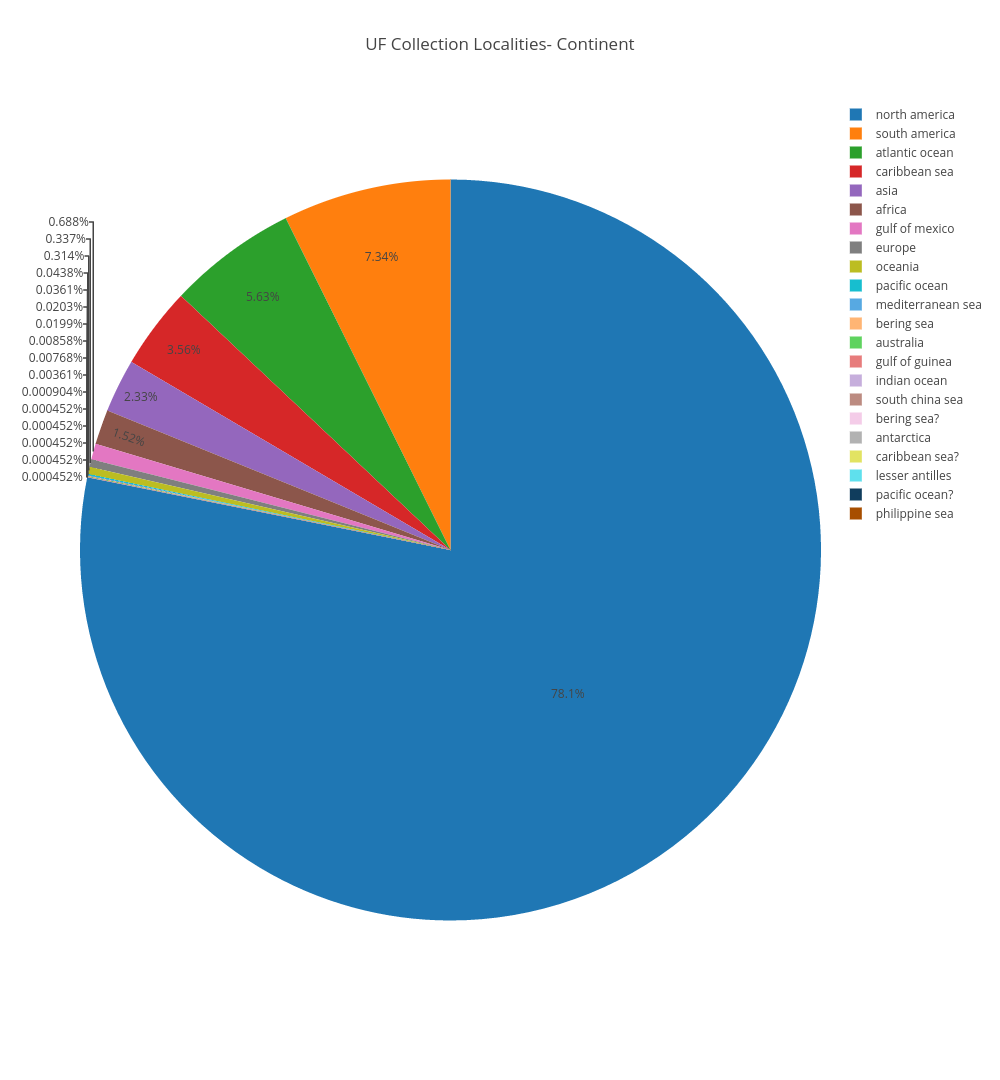 UF Collection Localities- Continent
north america
south america
atlantic ocean
caribbean sea
asia
africa
gulf of mexico
europe
oceania
pacific ocean
mediterranean sea
bering sea
australia
gulf of guinea
indian ocean
south china sea
bering sea?
antarctica
caribbean sea?
lesser antilles
pacific ocean?
philippine sea
7.34%
5.63%
3.56%
2.33%
1.52%
0.688%
0.337%
0.314%
0.0438%
0.0361%
0.0203%
0.0199%
0.00858%
0.00768%
0.00361%
0.000904%
0.000452%
0.000452%
0.000452%
0.000452%
0.000452%
78.1%